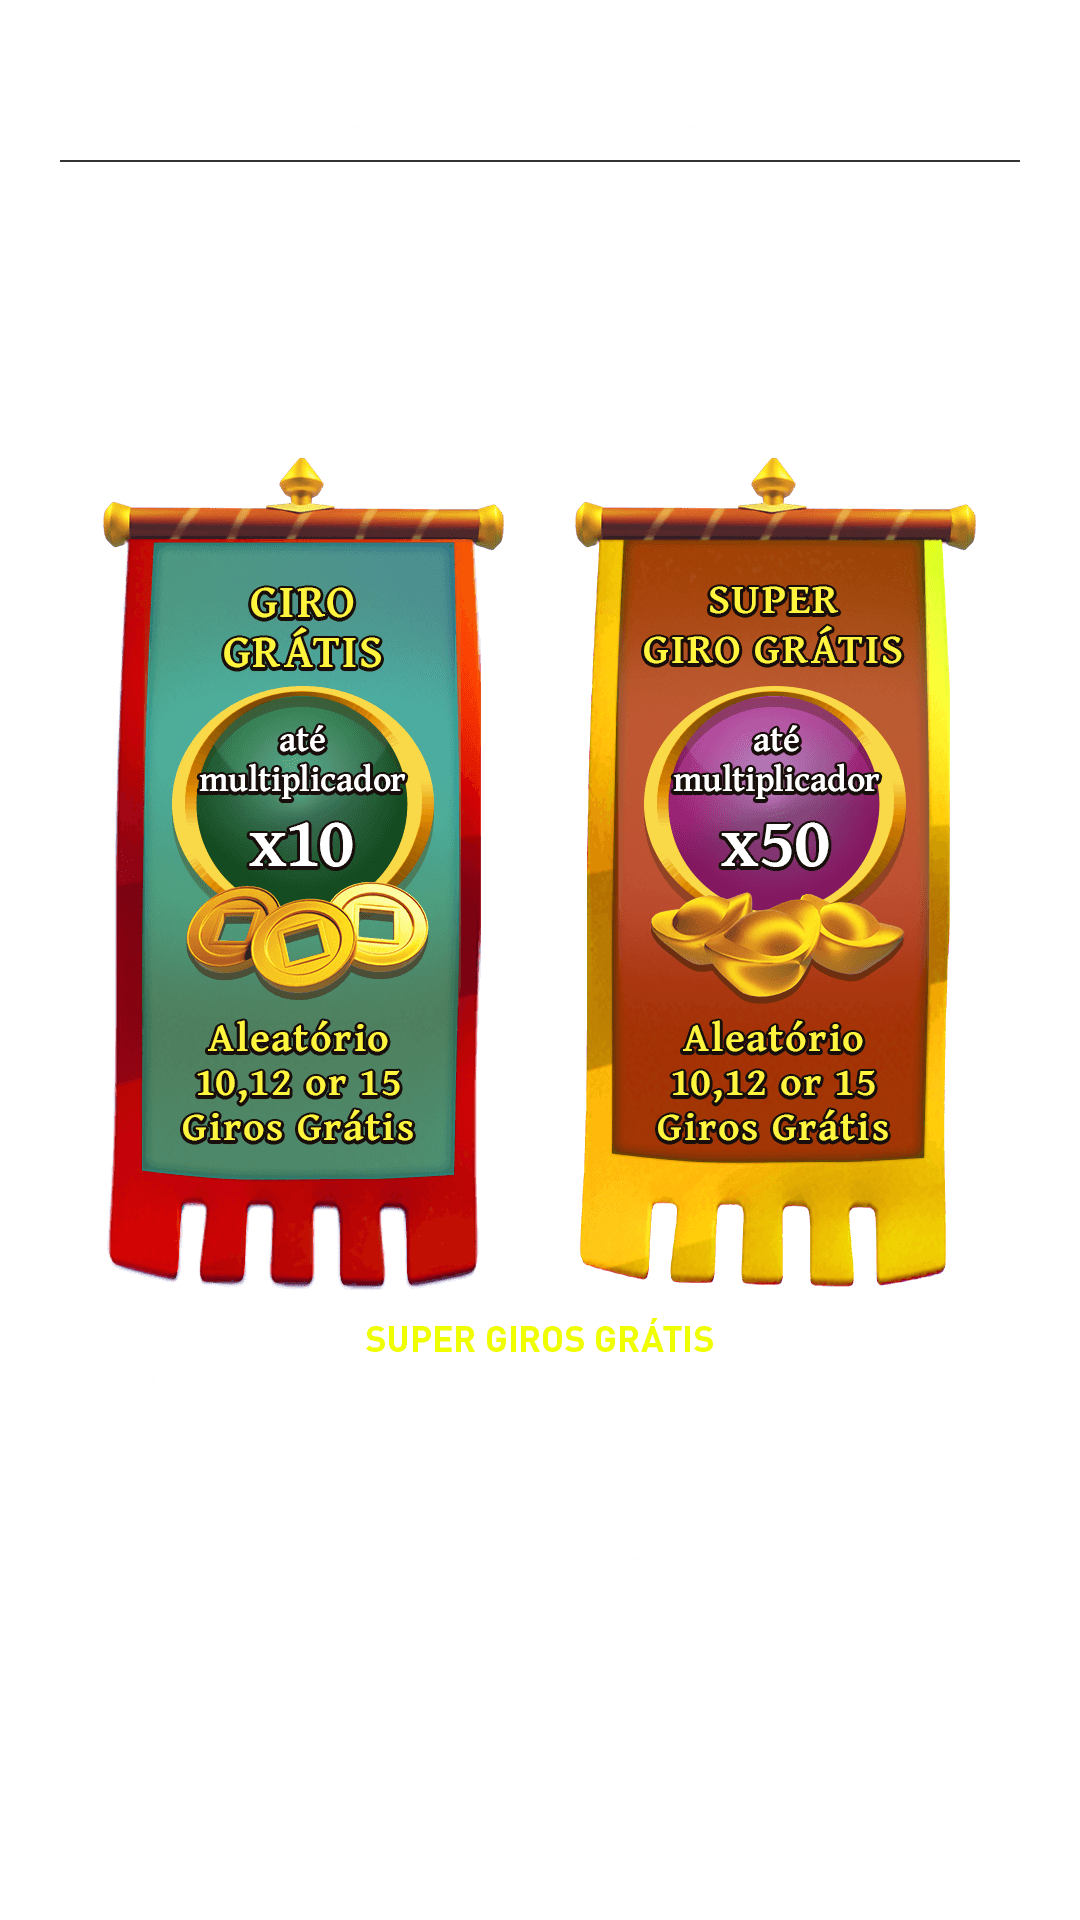 GIRO
GRÁTIS
até
multiplicador
x10
Aleatório
10,12 or 15
Giros Grátis
SUPER
GIRO GRÁTIS
até
multiplicador
x50
Aleatório
10,12 or 15
Giros Grátis
SUPER GIROS GRÁTIS